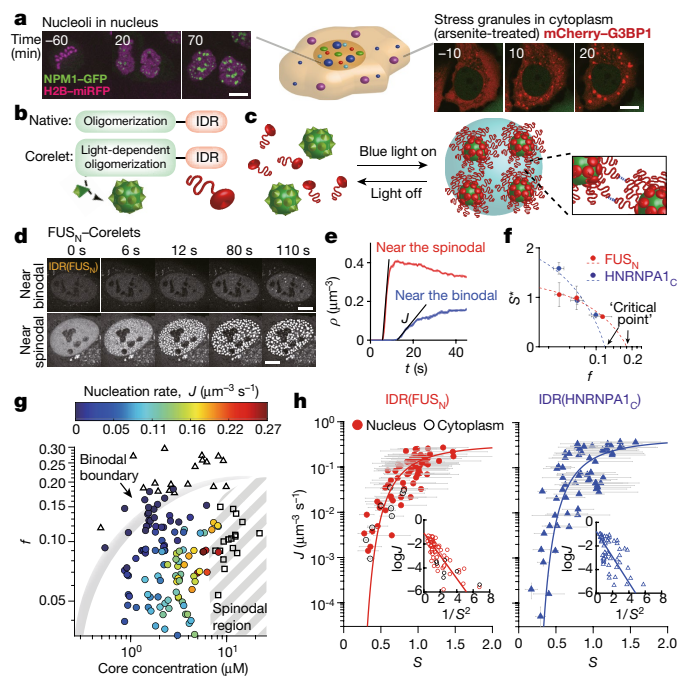 a
Nucleoli in nucleus
Time
(min)
−60
20
70
NPM1–GFP
H2B–miRFP
Stress granules in cytoplasm
(arsenite-treated) mCherry–G3BP1
−10
10
20
b
Native:
Oligomerization
IDR
Corelet:
Light-dependent
oligomerization
IDR
c
Blue light on
Light off
d
FUSN–Corelets
0 s
6 s
12 s
80 s
110 s
Near
binodal
IDR(FUSN)
Near
spinodal
e
Near the spinodal
Near the binodal
J
ρ (μm−3)
0.4
0.2
0
0
20
40
t (s)
f
FUSN
HNRNPA1C
'Critical
point'
S*
2
1
0
0.1
0.2
f
g
Nucleation rate, J (μm−3 s−1)
0
0.05
0.11
0.16
0.22
0.27
Binodal
boundary
Spinodal
region
f
0.30
0.25
0.20
0.15
0.10
0.05
10^0
10^1
Core concentration (μM)
h
IDR(FUSN)
IDR(HNRNPA1C)
Nucleus
Cytoplasm
J (μm−3 s−1)
10^0
10^−1
10^−2
10^−3
10^−4
logJ
0
−2
−4
−6
0
2
4
6
8
1/S2
0
0.5
1.0
1.5
2.0
S
logJ
0
−2
−4
−6
0
2
4
6
8
1/S2
0
0.5
1.0
1.5
2.0
S